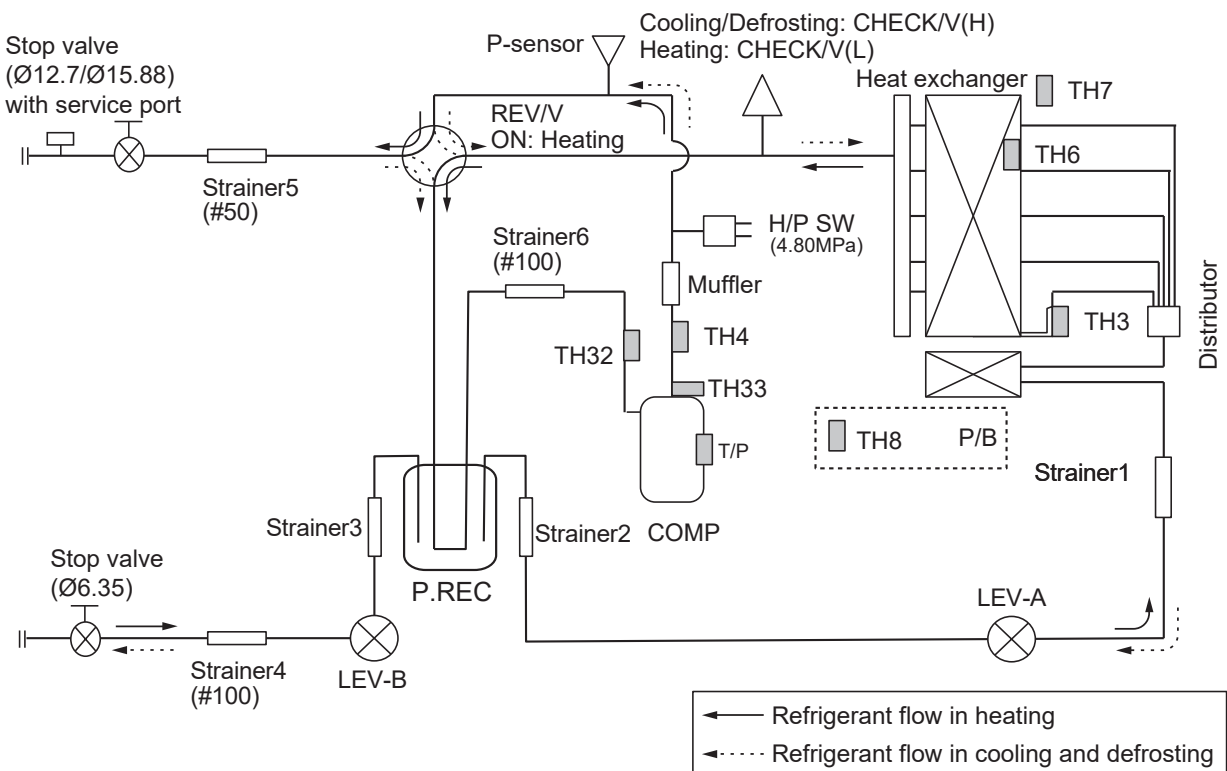 Cooling/Defrosting: CHECK/V(H)
Heating: CHECK/V(L)
P-sensor
Stop valve
(Ø12.7/Ø15.88)
with service port
Heat exchanger
TH7
REV/V
ON: Heating
TH6
Strainer5
(#50)
H/P SW
(4.80MPa)
Strainer6
(#100)
Muffler
TH4
TH3
Distributor
TH32
TH33
TH8
P/B
T/P
Strainer1
Strainer3
Strainer2
COMP
Stop valve
(Ø6.35)
P.REC
LEV-A
Strainer4
(#100)
LEV-B
Refrigerant flow in heating
Refrigerant flow in cooling and defrosting